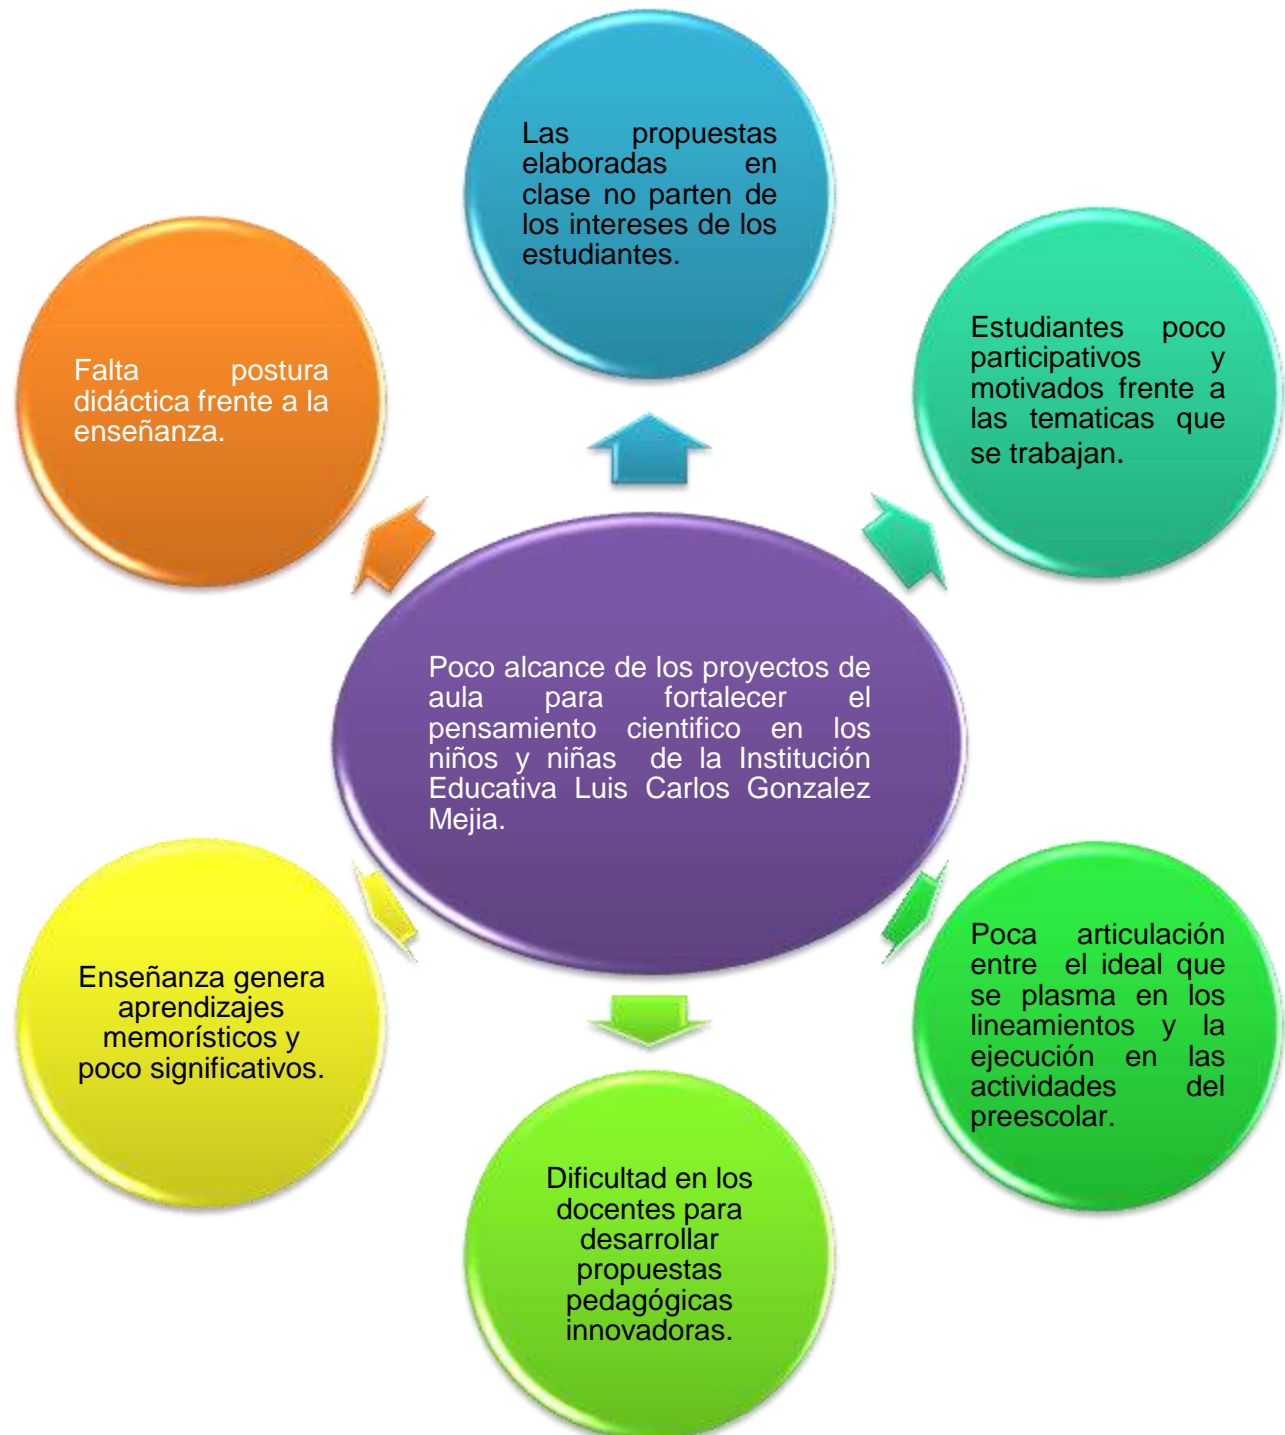 Las propuestas
elaboradas en
clase no parten de
los intereses de los
estudiantes.
Estudiantes poco
participativos y
motivados frente a
las tematicas que
se trabajan.
Falta postura
didáctica frente a la
enseñanza.
Poco alcance de los proyectos de
aula para fortalecer el
pensamiento cientifico en los
niños y niñas de la Institución
Educativa Luis Carlos Gonzalez
Mejia.
Poca articulación
entre el ideal que
se plasma en los
lineamientos y la
ejecución en las
actividades del
preescolar.
Enseñanza genera
aprendizajes
memorísticos y
poco significativos.
Dificultad en los
docentes para
desarrollar
propuestas
pedagógicas
innovadoras.